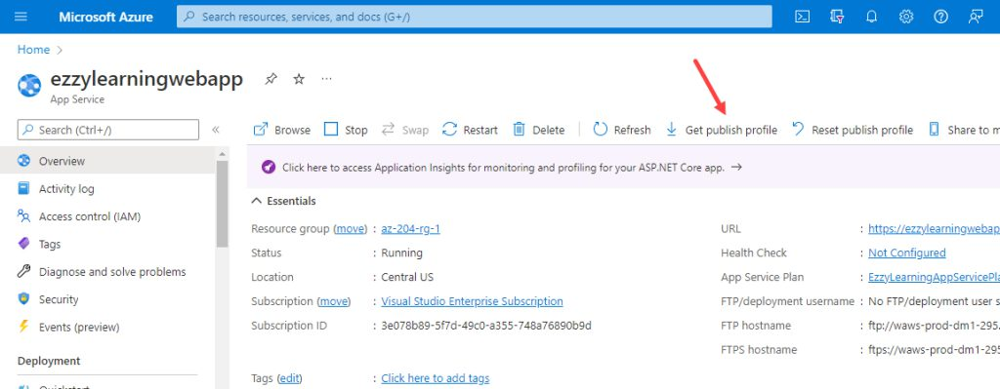 Microsoft Azure
Search resources, services, and docs (G+/)
Home
ezzylearningwebapp
App Service
Search (Ctrl+/)
Browse Stop Swap Restart Delete Refresh Get publish profile Reset publish profile Share to m
Overview
Activity log
Access control (IAM)
Tags
Diagnose and solve problems
Security
Events (preview)
Deployment
Click here to access Application Insights for monitoring and profiling for your ASP.NET Core app.
Essentials
Resource group (move) : az-204-rg-1
Status : Running
Location : Central US
Subscription (move) : Visual Studio Enterprise Subscription
Subscription ID : 3e078b89-5f7d-49c0-a355-748a76890b9d
Tags (edit) : Click here to add tags
URL : https://ezzylearningwebap
Health Check : Not Configured
App Service Plan : EzzyLearningAppServicePla
FTP/deployment username : No FTP/deployment user s
FTP hostname : ftp://waws-prod-dm1-295.
FTPS hostname : ftps://waws-prod-dm1-295